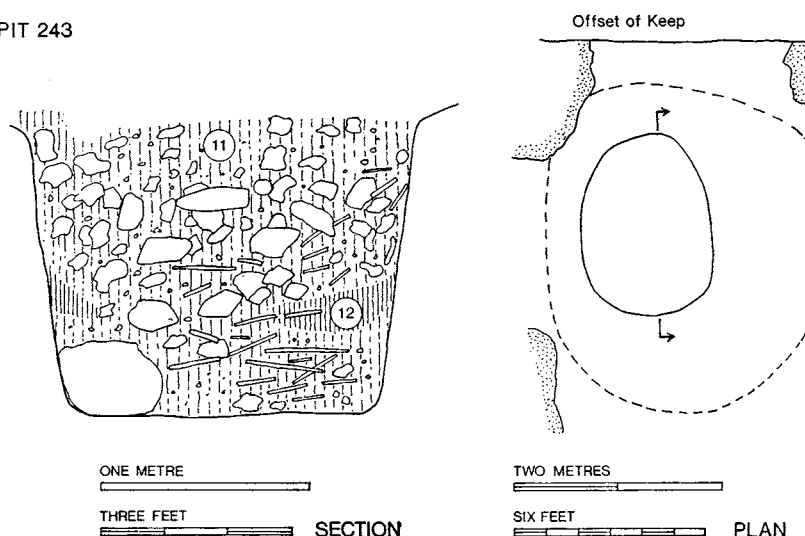 PIT 243
Offset of Keep
11
12
ONE METRE
THREE FEET
SECTION
TWO METRES
SIX FEET
PLAN